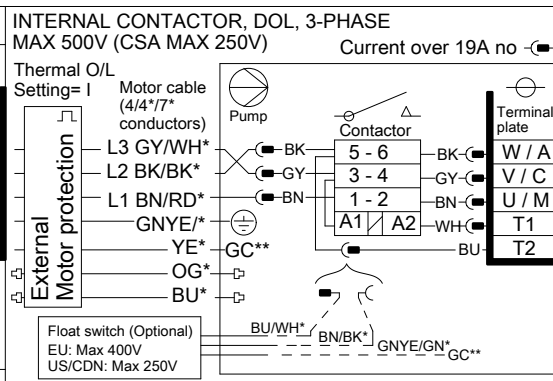 INTERNAL CONTACTOR, DOL, 3-PHASE
MAX 500V (CSA MAX 250V)
Current over 19A no
Thermal O/L
Setting= I
Motor cable
(4/4*/7*
conductors)
Pump
Contactor
Terminal
plate
External
Motor protection
L3 GY/WH*
BK
5 - 6
BK
W / A
L2 BK/BK*
GY
3 - 4
GY
V / C
L1 BN/RD*
BN
1 - 2
BN
U / M
GNYE/*
A1
A2
WH
T1
YE*
GC**
BU
T2
OG*
BU*
Float switch (Optional)
EU: Max 400V
US/CDN: Max 250V
BU/WH*
BN/BK*
GNYE/GN*
GC**